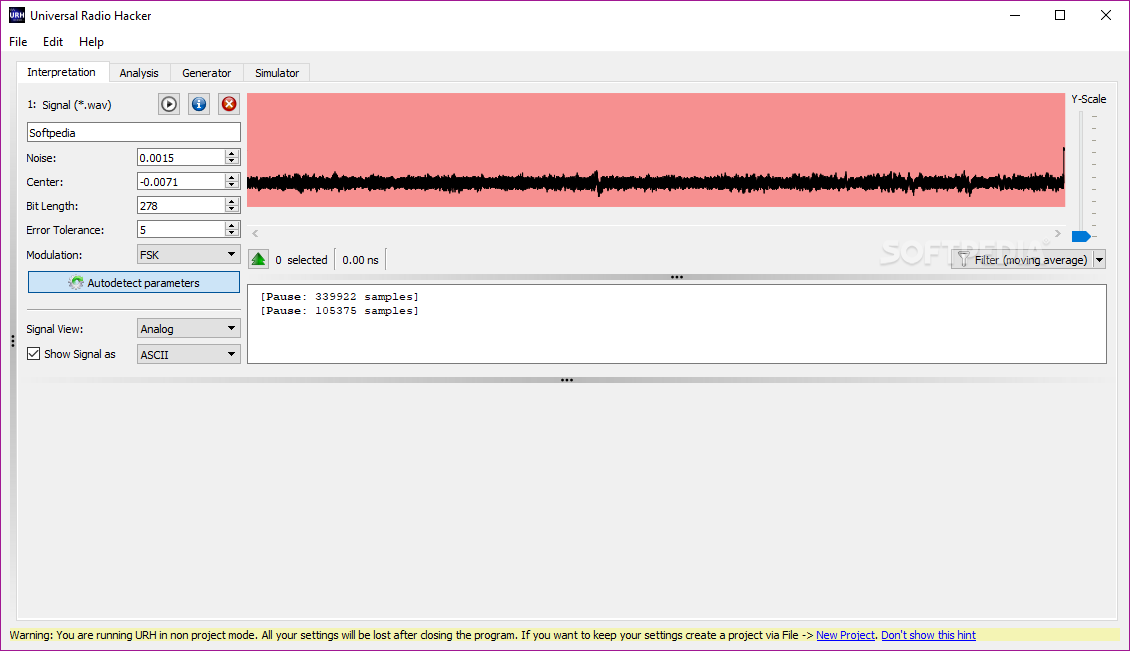 URH Universal Radio Hacker
File Edit Help
Interpretation Analysis Generator Simulator
1: Signal (*.wav)
Y-Scale
Softpedia
Noise: 0.0015
Center: -0.0071
Bit Length: 278
Error Tolerance: 5
Modulation: FSK
0 selected 0.00 ns
SOFTPEDIA
Filter (moving average)
Autodetect parameters
[Pause: 339922 samples]
[Pause: 105375 samples]
Signal View: Analog
Show Signal as ASCII
Warning: You are running URH in non project mode. All your settings will be lost after closing the program. If you want to keep your settings create a project via File -> New Project. Don't show this hint